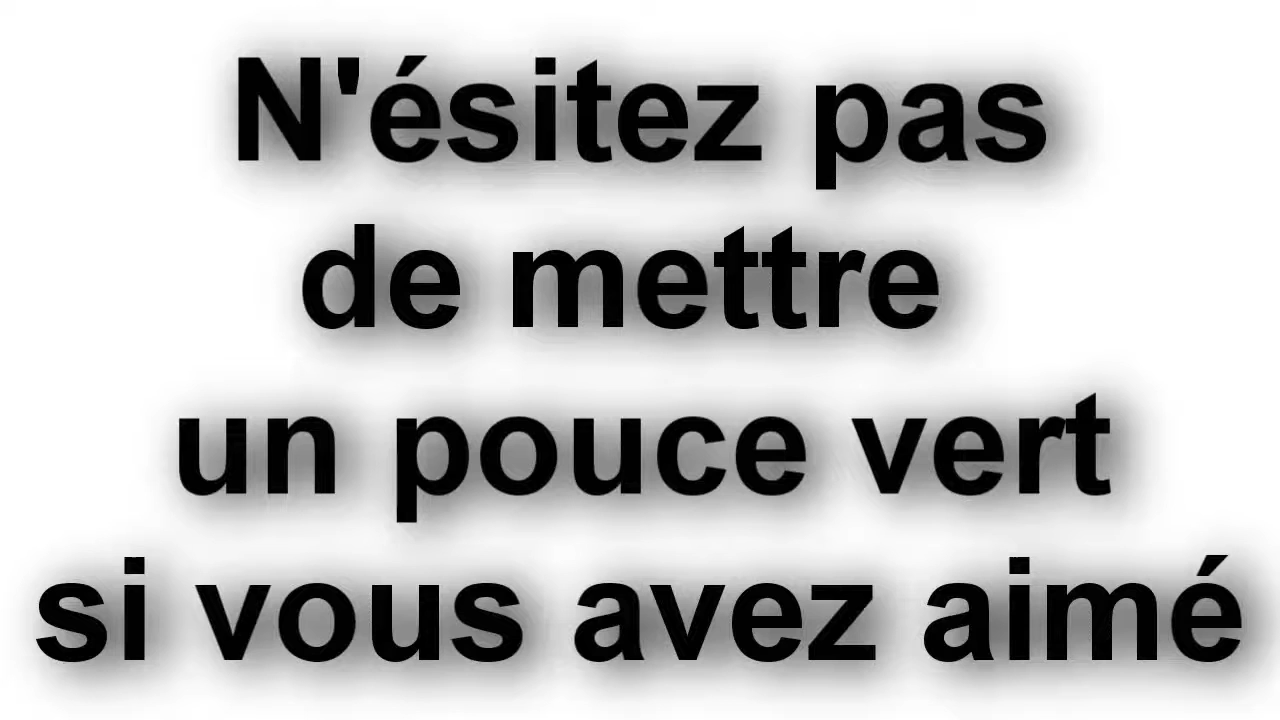 N'ésitez pas
de mettre
un pouce vert
si vous avez aimé